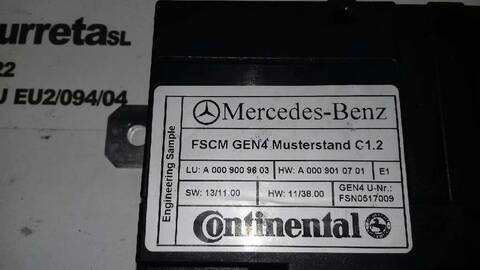 urretaSL
22
U EU2/094/04
Engineering Sample
Mercedes-Benz
FSCM GEN4 Musterstand C1.2
LU: A 000 900 96 03 HW: A 000 901 07 01 E1
SW: 13/11.00 HW: 11/38.00 GEN4 U-Nr.: FSN0517009
Continental